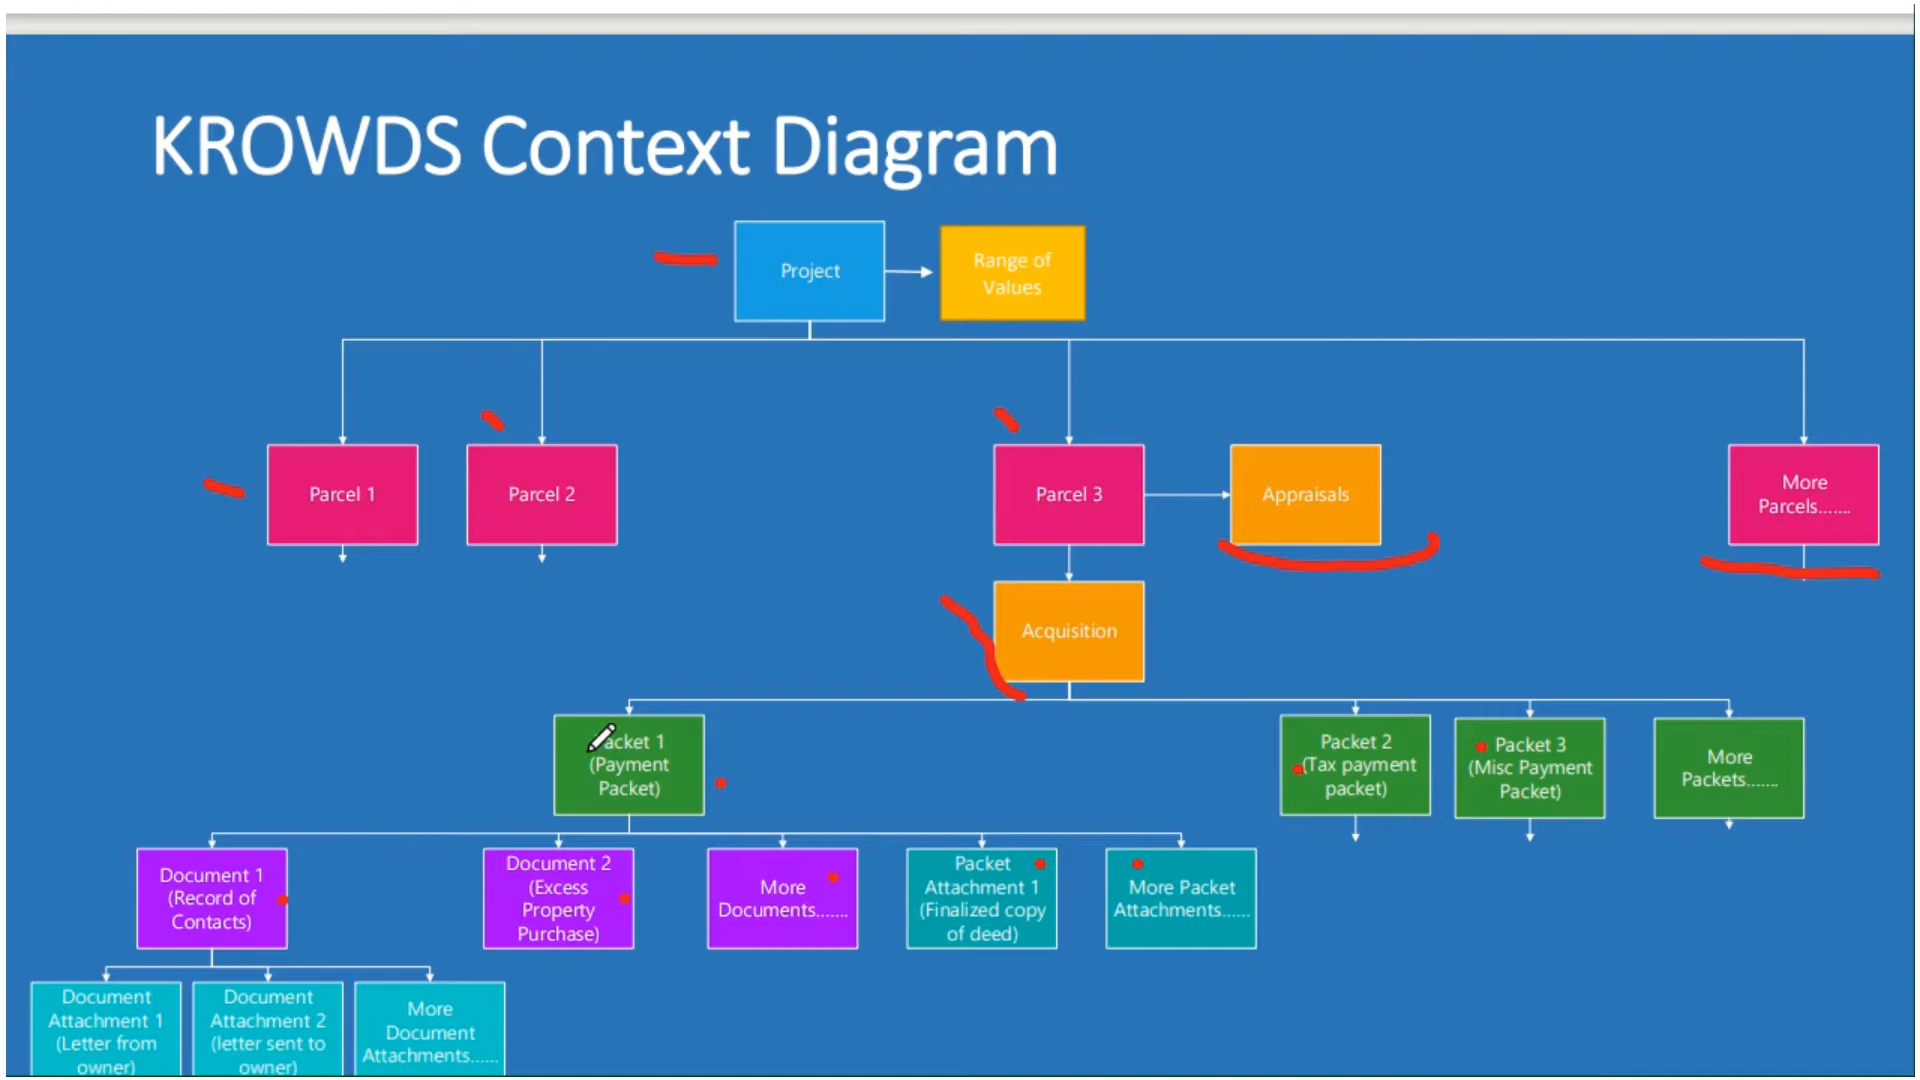 KROWDS Context Diagram
Project
Range of
Values
Parcel 1
Parcel 2
Parcel 3
Appraisals
More
Parcels.......
Acquisition
acket 1
(Payment
Packet)
Packet 2
(Tax payment
packet)
Packet 3
(Misc Payment
Packet)
More
Packets.......
Document 1
(Record of
Contacts)
Document 2
(Excess
Property
Purchase)
More
Documents.......
Packet
Attachment 1
(Finalized copy
of deed)
More Packet
Attachments......
Document
Attachment 1
(Letter from
owner)
Document
Attachment 2
(letter sent to
owner)
More
Document
Attachments......